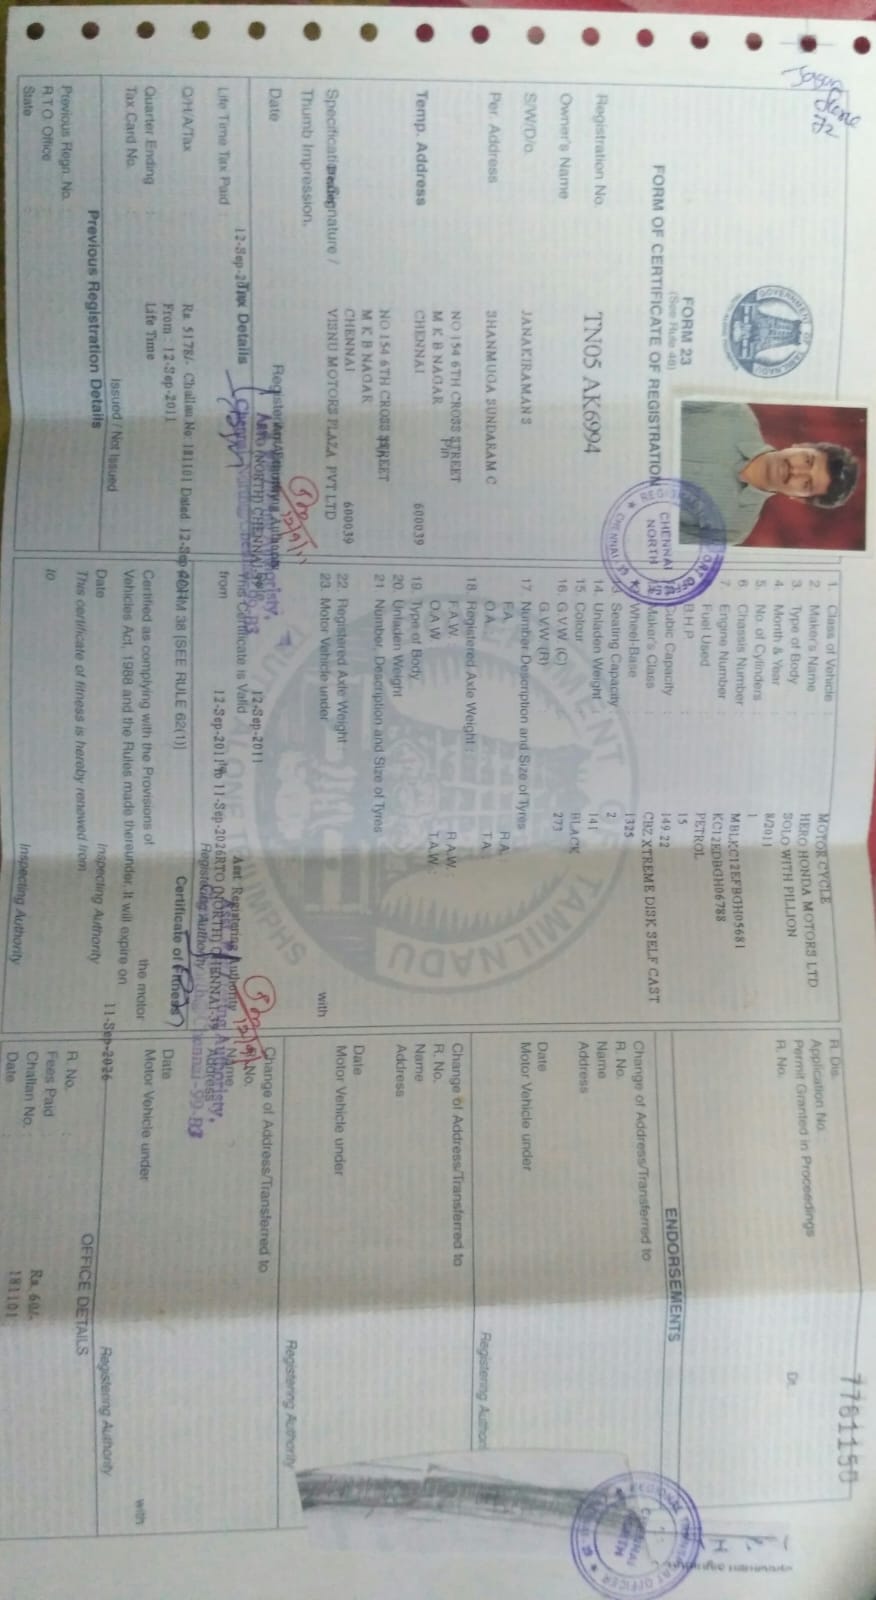 7761150
GOVERNMENT OF TAMILNADU
FORM 23
(See Rule 48)
FORM OF CERTIFICATE OF REGISTRATION
Registration No. TN05 AK6994
Owner's Name JANAKIRAMAN S
S/W/D/o. SHANMUGA SUNDARAM C
Per. Address NO 154 6TH CROSS STREET
Pin
M K B NAGAR
CHENNAI 600039
Temp. Address NO 154 6TH CROSS STREET
M K B NAGAR
CHENNAI 600039
VISNU MOTORS PLAZA PVT LTD
Specification Signature /
Thumb Impression.
Date 12-Sep-2011
Tax Details
Life Time Tax Paid :
Q/H/A/Tax : Rs. 5178/- Challan No 181101 Dated 12-Sep-2011
From : 12-Sep-2011
Quarter Ending : Life Time
Tax Card No. Issued / Not Issued
Previous Registration Details
Previous Regn. No. :
R.T.O. Office
State
1. Class of Vehicle : MOTOR CYCLE
2. Maker's Name : HERO HONDA MOTORS LTD
3. Type of Body : SOLO WITH PILLION
4. Month & Year : 8/2011
5. No. of Cylinders : 1
6. Chassis Number : MBLKC12EFBGH05681
7. Engine Number : KC12EDBGH06788
Fuel Used : PETROL
B.H.P 15
Cubic Capacity : 149.22
Maker's Class CBZ XTREME DISK SELF CAST
Wheel-Base 1325
Seating Capacity 2
14. Unladen Weight 141
15. Colour BLACK
16. G.V.W (C) 273
G.V.W (R)
17. Number Description and Size of Tyres
F.A. R.A.
O.A. T.A.
18. Registered Axle Weight :
F.A.W. R.A.W. :
O.A.W T.A.W. :
19. Type of Body
20. Unladen Weight
21. Number, Description and Size of Tyres
22. Registered Axle Weight :
23. Motor Vehicle under with
12-Sep-2011
This Certificate is Valid
from 12-Sep-2011 to 11-Sep-2026
Asst Registering Authority
RTO (NORTH) CHENNAI 39
Registering Authority
Certificate of Fitness
FORM 38 [SEE RULE 62(1)]
Certified as complying with the Provisions of the motor
Vehicles Act, 1988 and the Rules made thereunder. It will expire on 11-Sep-2026
Date Inspecting Authority
This certificate of fitness is hereby renewed from
to Inspecting Authority
R. Dis.
Application No.
Permit Granted in Proceedings
R. No. Dt.
ENDORSEMENTS
Change of Address/Transferred to
R. No.
Name
Address
Date
Motor Vehicle under
Registering
Change of Address/Transferred to
R. No.
Name
Address
Date
Motor Vehicle under
Registering Authority
Change of Address/Transferred to
R. No.
Name
Address
Date
Motor Vehicle under with
Registering Authority
OFFICE DETAILS
R. No. :
Fees Paid : Rs. 60/-
Challan No. : 181101
Date :